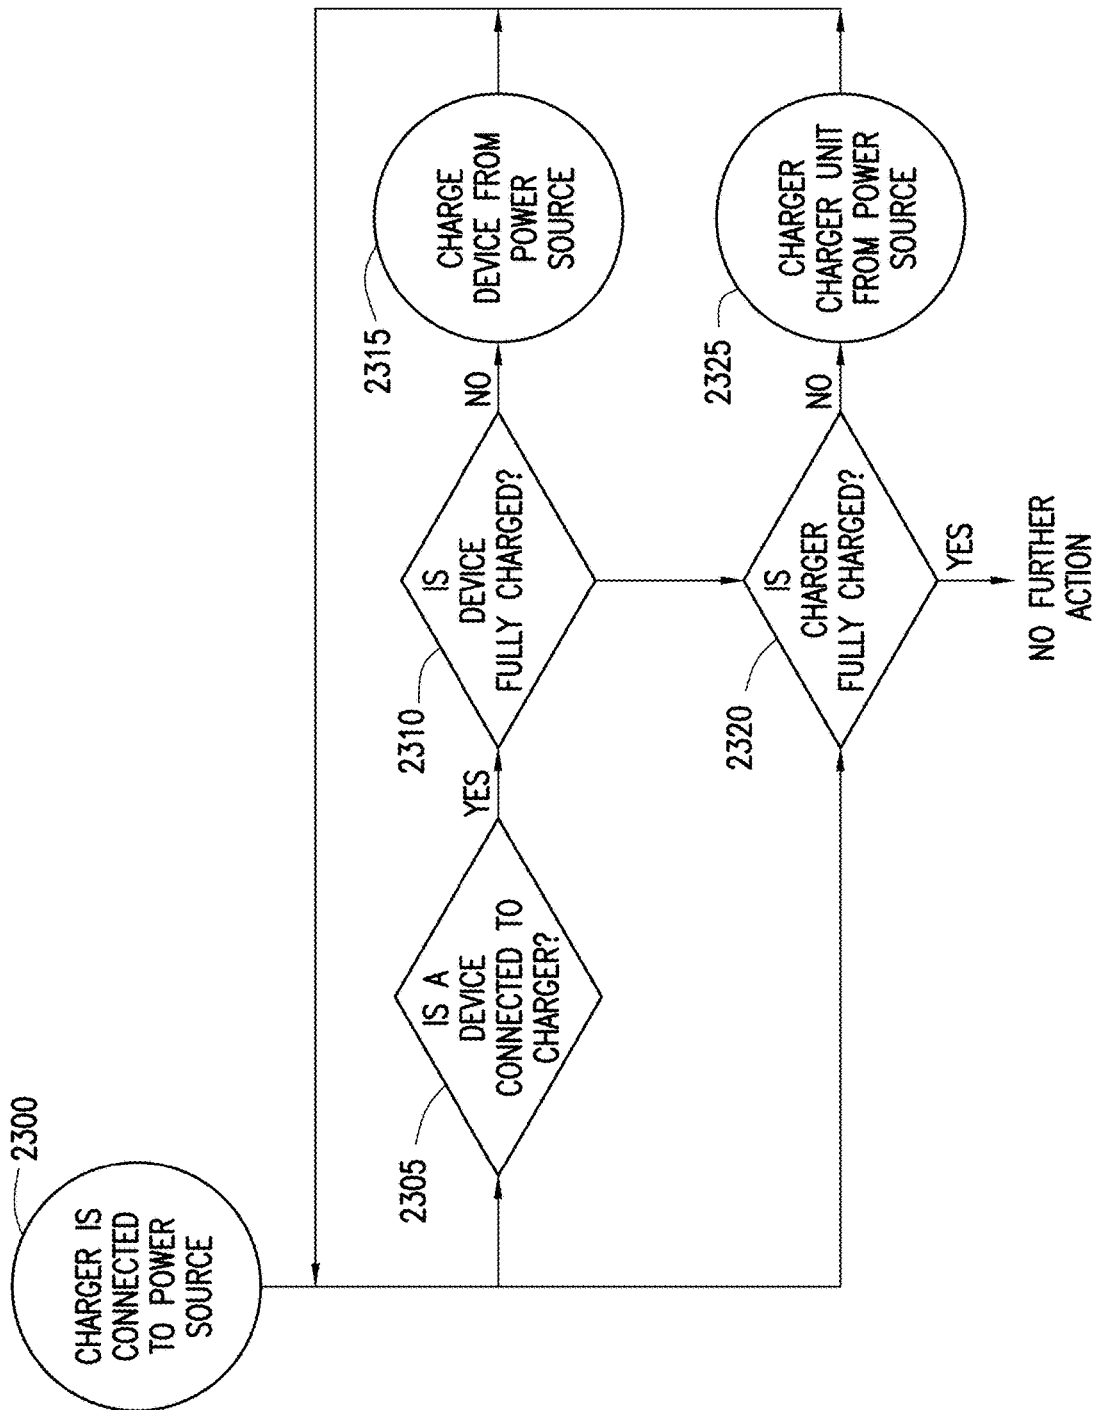 2300
CHARGER IS
CONNECTED
TO POWER
SOURCE
2305
IS A
DEVICE
CONNECTED TO
CHARGER?
YES
2310
IS
DEVICE
FULLY CHARGED?
NO
2315
CHARGE
DEVICE FROM
POWER
SOURCE
2320
IS
CHARGER
FULLY CHARGED?
NO
2325
CHARGER
CHARGER UNIT
FROM POWER
SOURCE
YES
NO FURTHER
ACTION